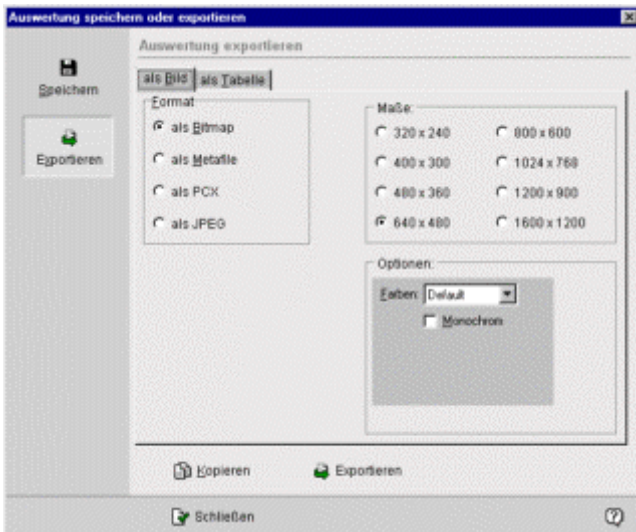 Auswertung speichern oder exportieren
Speichern
Exportieren
Auswertung exportieren
als Bild als Tabelle
Format
als Bitmap
als Metafile
als PCX
als JPEG
Maße:
320 x 240 800 x 600
400 x 300 1024 x 768
480 x 360 1200 x 900
640 x 480 1600 x 1200
Optionen:
Farben: Default
Monochrom
Kopieren Exportieren
Schließen